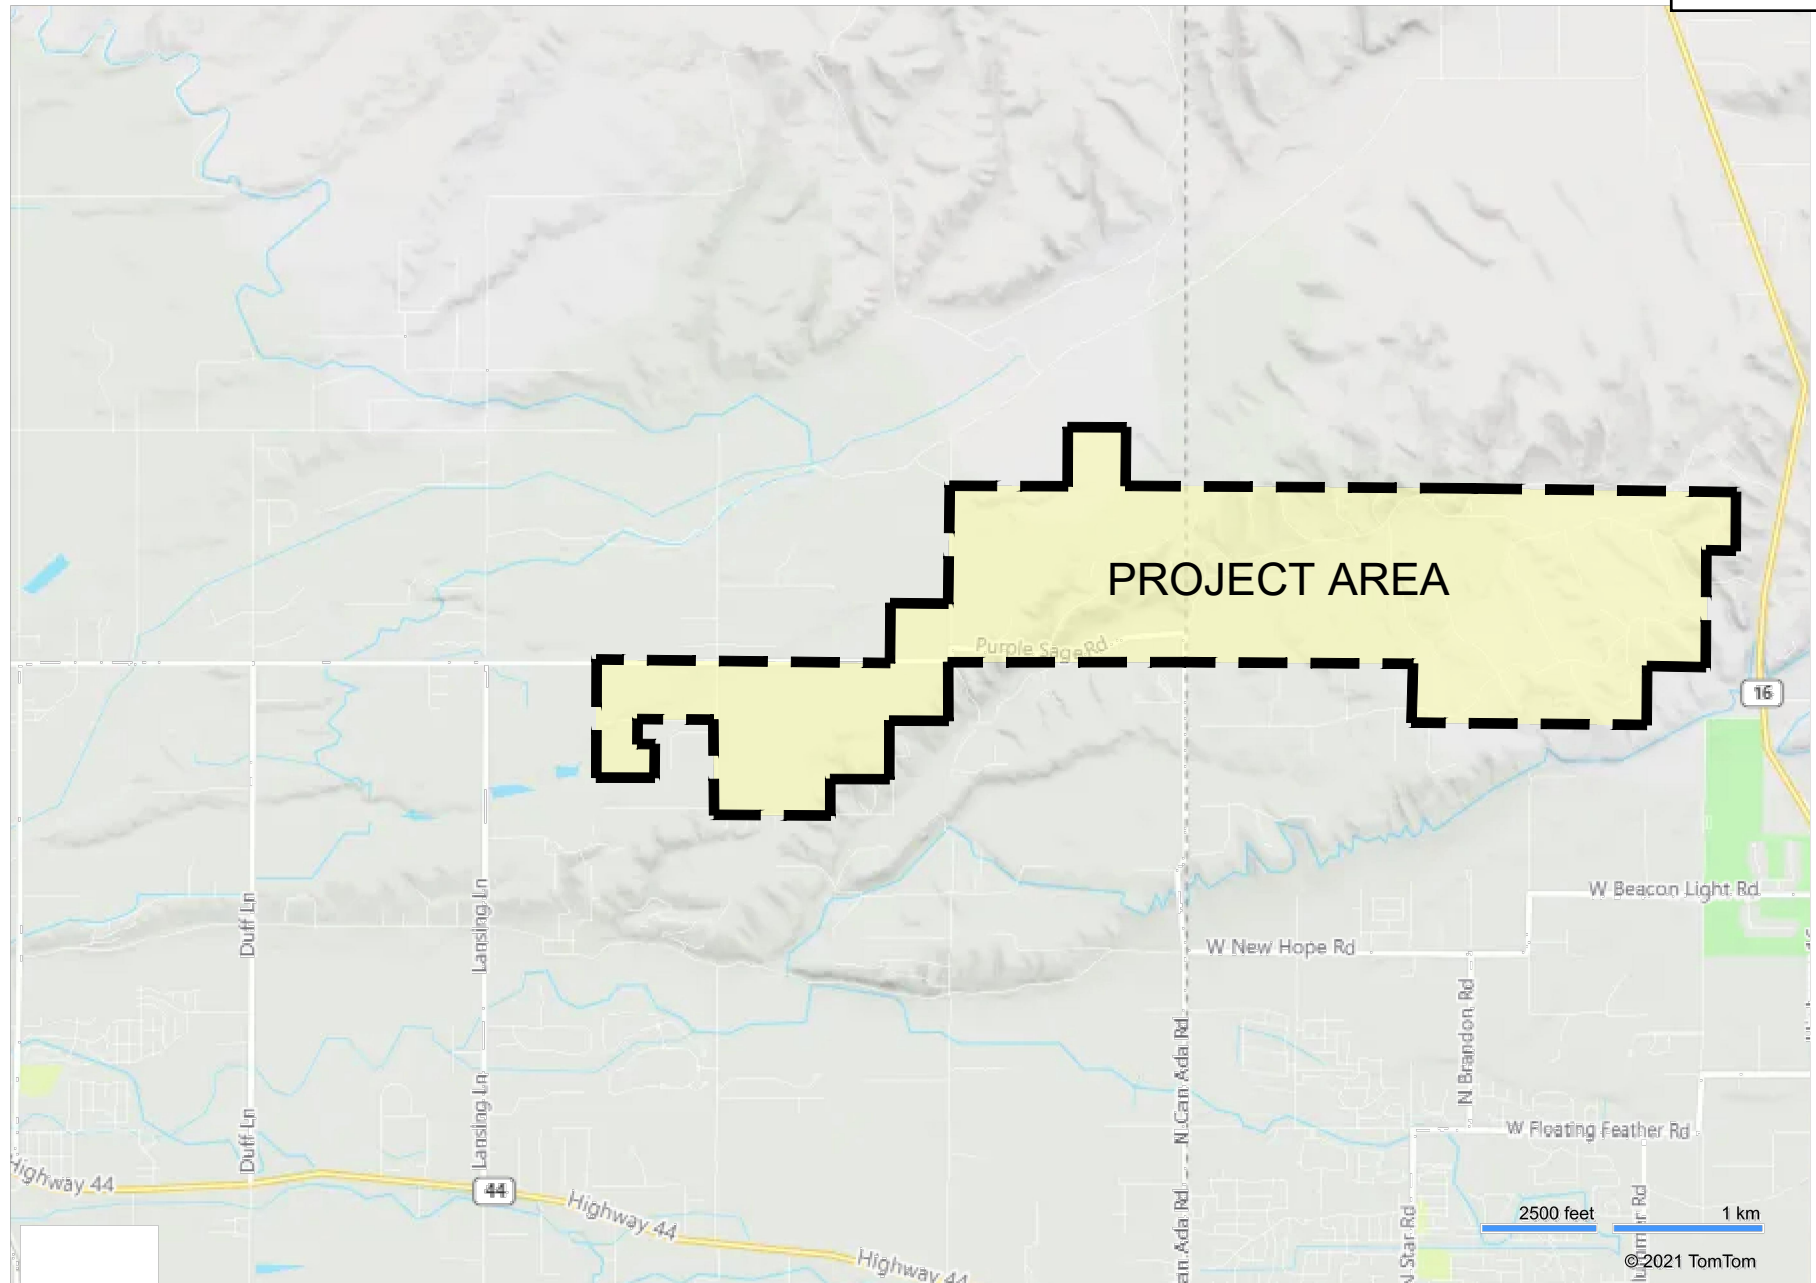 PROJECT AREA
Purple Sage Rd
16
W Beacon Light Rd
Duff Ln
Lansing Ln
W New Hope Rd
N Brandon Rd
N Can Ada Rd
Duff Ln
Lansing Ln
W Floating Feather Rd
Highway 44
44
Highway 44
Highway 44
an Ada Rd
N Star Rd
2500 feet
1 km
© 2021 TomTom